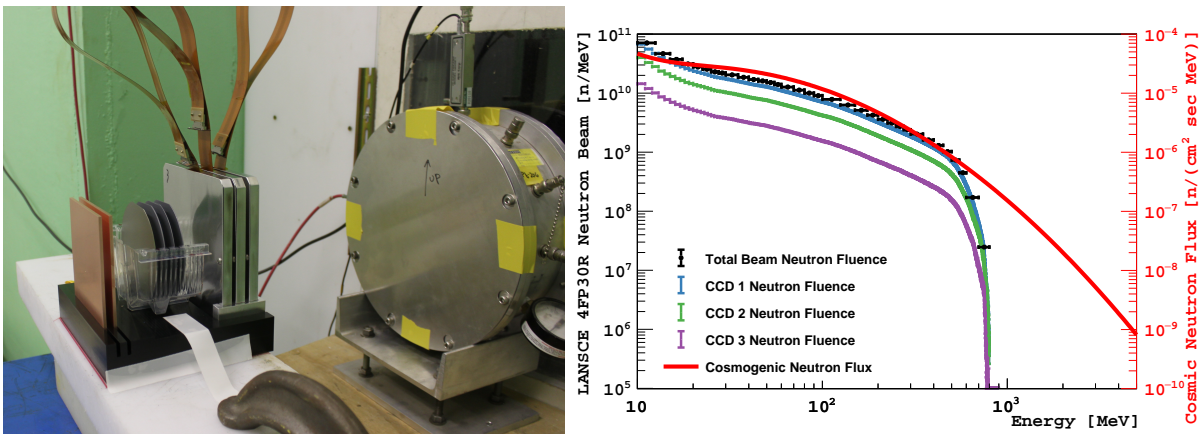 3
UP
LANSCE 4FP30R Neutron Beam [n/MeV]
10¹¹
10¹⁰
10⁹
10⁸
10⁷
10⁶
10⁵
Total Beam Neutron Fluence
CCD 1 Neutron Fluence
CCD 2 Neutron Fluence
CCD 3 Neutron Fluence
Cosmogenic Neutron Flux
10
10²
10³
Energy [MeV]
10⁻⁴
10⁻⁵
10⁻⁶
10⁻⁷
10⁻⁸
10⁻⁹
10⁻¹⁰
Cosmic Neutron Flux [n/(cm² sec MeV)]